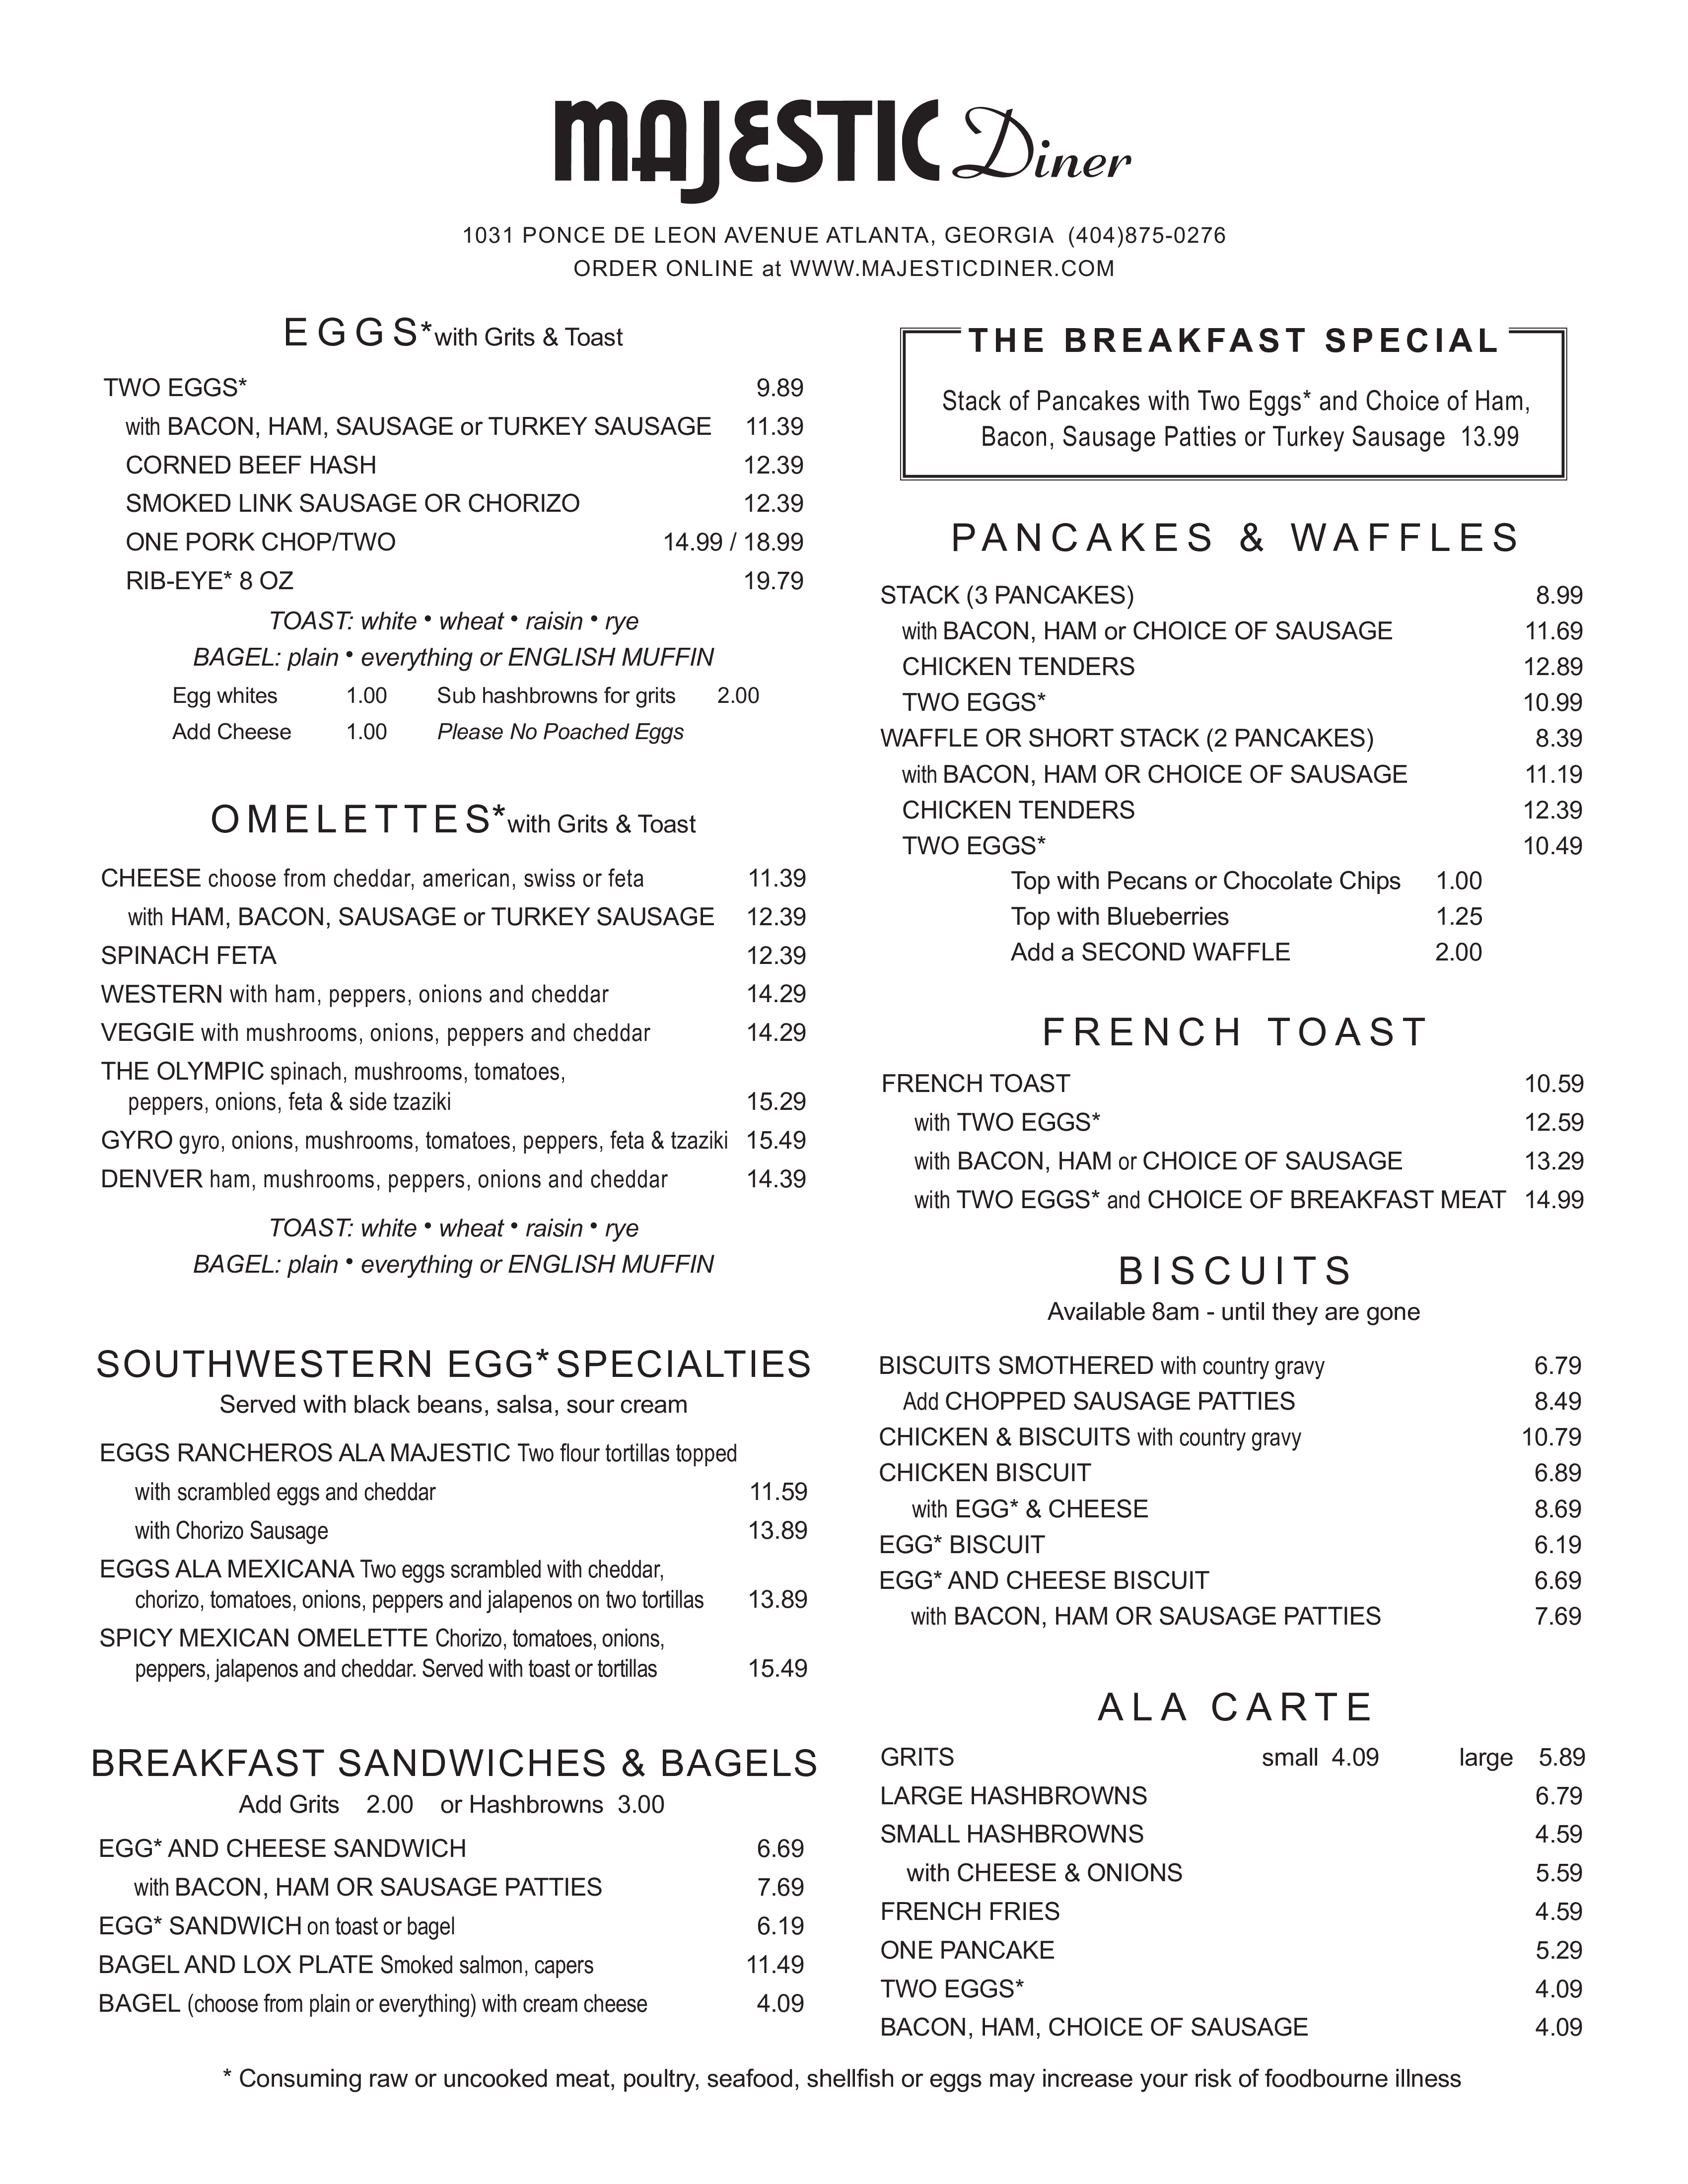 MAJESTIC Diner
1031 PONCE DE LEON AVENUE ATLANTA, GEORGIA (404)875-0276
ORDER ONLINE at WWW.MAJESTICDINER.COM
EGGS*with Grits & Toast
TWO EGGS* 9.89
with BACON, HAM, SAUSAGE or TURKEY SAUSAGE 11.39
CORNED BEEF HASH 12.39
SMOKED LINK SAUSAGE OR CHORIZO 12.39
ONE PORK CHOP/TWO 14.99 / 18.99
RIB-EYE* 8 OZ 19.79
TOAST: white • wheat • raisin • rye
BAGEL: plain • everything or ENGLISH MUFFIN
Egg whites 1.00 Sub hashbrowns for grits 2.00
Add Cheese 1.00 Please No Poached Eggs
OMELETTES*with Grits & Toast
CHEESE choose from cheddar, american, swiss or feta 11.39
with HAM, BACON, SAUSAGE or TURKEY SAUSAGE 12.39
SPINACH FETA 12.39
WESTERN with ham, peppers, onions and cheddar 14.29
VEGGIE with mushrooms, onions, peppers and cheddar 14.29
THE OLYMPIC spinach, mushrooms, tomatoes,
peppers, onions, feta & side tzaziki 15.29
GYRO gyro, onions, mushrooms, tomatoes, peppers, feta & tzaziki 15.49
DENVER ham, mushrooms, peppers, onions and cheddar 14.39
TOAST: white • wheat • raisin • rye
BAGEL: plain • everything or ENGLISH MUFFIN
SOUTHWESTERN EGG* SPECIALTIES
Served with black beans, salsa, sour cream
EGGS RANCHEROS ALA MAJESTIC Two flour tortillas topped
with scrambled eggs and cheddar 11.59
with Chorizo Sausage 13.89
EGGS ALA MEXICANA Two eggs scrambled with cheddar,
chorizo, tomatoes, onions, peppers and jalapenos on two tortillas 13.89
SPICY MEXICAN OMELETTE Chorizo, tomatoes, onions,
peppers, jalapenos and cheddar. Served with toast or tortillas 15.49
BREAKFAST SANDWICHES & BAGELS
Add Grits 2.00 or Hashbrowns 3.00
EGG* AND CHEESE SANDWICH 6.69
with BACON, HAM OR SAUSAGE PATTIES 7.69
EGG* SANDWICH on toast or bagel 6.19
BAGEL AND LOX PLATE Smoked salmon, capers 11.49
BAGEL (choose from plain or everything) with cream cheese 4.09
THE BREAKFAST SPECIAL
Stack of Pancakes with Two Eggs* and Choice of Ham,
Bacon, Sausage Patties or Turkey Sausage 13.99
PANCAKES & WAFFLES
STACK (3 PANCAKES) 8.99
with BACON, HAM or CHOICE OF SAUSAGE 11.69
CHICKEN TENDERS 12.89
TWO EGGS* 10.99
WAFFLE OR SHORT STACK (2 PANCAKES) 8.39
with BACON, HAM OR CHOICE OF SAUSAGE 11.19
CHICKEN TENDERS 12.39
TWO EGGS* 10.49
Top with Pecans or Chocolate Chips 1.00
Top with Blueberries 1.25
Add a SECOND WAFFLE 2.00
FRENCH TOAST
FRENCH TOAST 10.59
with TWO EGGS* 12.59
with BACON, HAM or CHOICE OF SAUSAGE 13.29
with TWO EGGS* and CHOICE OF BREAKFAST MEAT 14.99
BISCUITS
Available 8am - until they are gone
BISCUITS SMOTHERED with country gravy 6.79
Add CHOPPED SAUSAGE PATTIES 8.49
CHICKEN & BISCUITS with country gravy 10.79
CHICKEN BISCUIT 6.89
with EGG* & CHEESE 8.69
EGG* BISCUIT 6.19
EGG* AND CHEESE BISCUIT 6.69
with BACON, HAM OR SAUSAGE PATTIES 7.69
ALA CARTE
GRITS small 4.09 large 5.89
LARGE HASHBROWNS 6.79
SMALL HASHBROWNS 4.59
with CHEESE & ONIONS 5.59
FRENCH FRIES 4.59
ONE PANCAKE 5.29
TWO EGGS* 4.09
BACON, HAM, CHOICE OF SAUSAGE 4.09
* Consuming raw or uncooked meat, poultry, seafood, shellfish or eggs may increase your risk of foodbourne illness